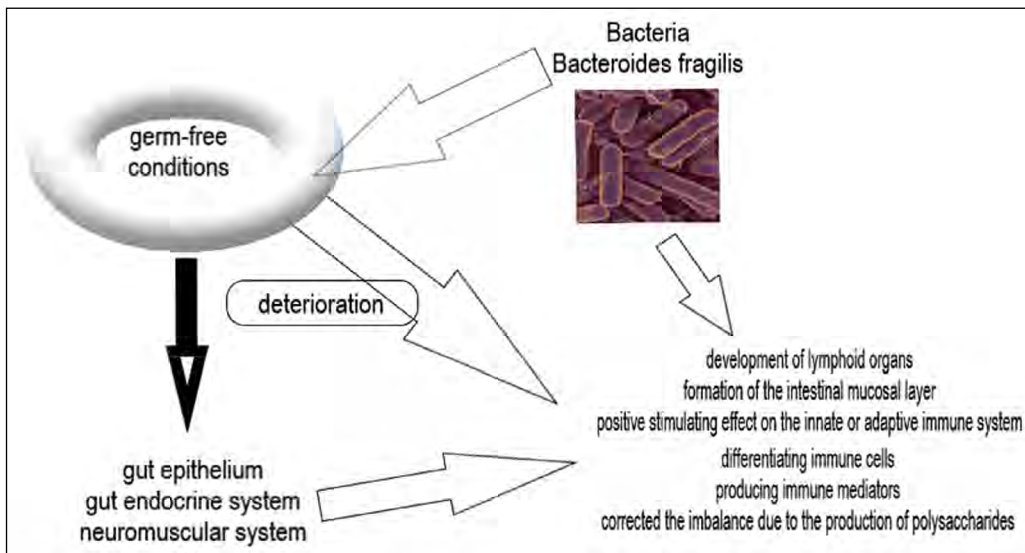 Bacteria
Bacteroides fragilis
germ-free
conditions
deterioration
development of lymphoid organs
formation of the intestinal mucosal layer
positive stimulating effect on the innate or adaptive immune system
differentiating immune cells
producing immune mediators
corrected the imbalance due to the production of polysaccharides
gut epithelium
gut endocrine system
neuromuscular system